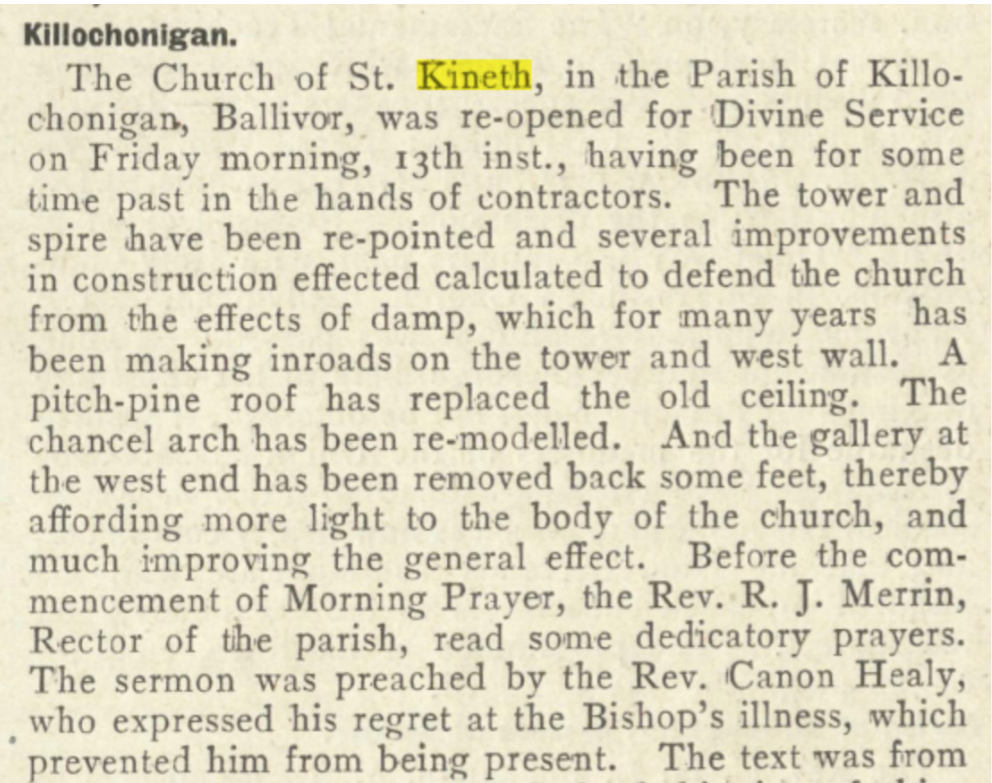 Killochonigan.
The Church of St. Kineth, in the Parish of Killo-
chonigan, Ballivor, was re-opened for Divine Service
on Friday morning, 13th inst., having been for some
time past in the hands of contractors. The tower and
spire have been re-pointed and several improvements
in construction effected calculated to defend the church
from the effects of damp, which for many years has
been making inroads on the tower and west wall. A
pitch-pine roof has replaced the old ceiling. The
chancel arch has been re-modelled. And the gallery at
the west end has been removed back some feet, thereby
affording more light to the body of the church, and
much improving the general effect. Before the com-
mencement of Morning Prayer, the Rev. R. J. Merrin,
Rector of the parish, read some dedicatory prayers.
The sermon was preached by the Rev. Canon Healy,
who expressed his regret at the Bishop's illness, which
prevented him from being present. The text was from